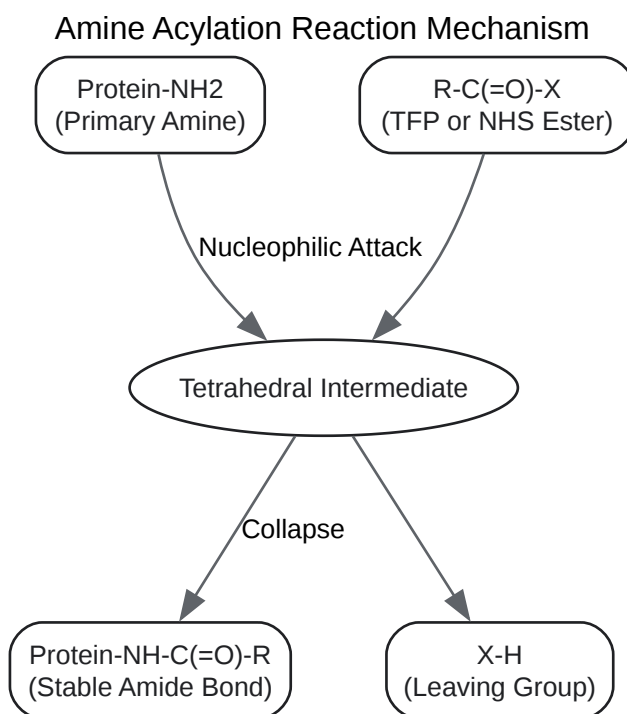 Amine Acylation Reaction Mechanism
Protein-NH2
(Primary Amine)
R-C(=O)-X
(TFP or NHS Ester)
Nucleophilic Attack
Tetrahedral Intermediate
Collapse
Protein-NH-C(=O)-R
(Stable Amide Bond)
X-H
(Leaving Group)